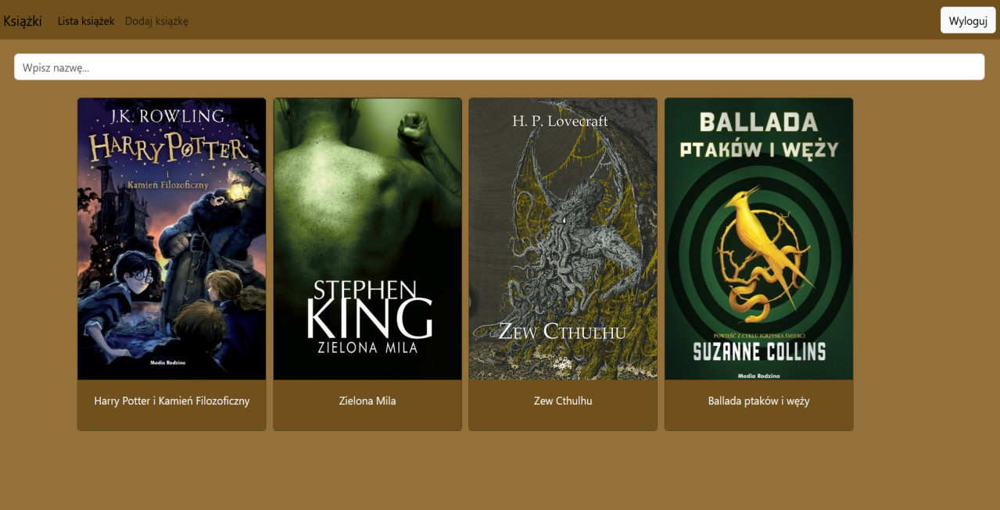 Książki
Lista książek
Dodaj książkę
Wyloguj
Wpisz nazwę...
J.K. ROWLING
HARRY POTTER
i
Kamień Filozoficzny
Media Rodzina
Harry Potter i Kamień Filozoficzny
STEPHEN
KING
ZIELONA MILA
Zielona Mila
H. P. Lovecraft
ZEW CTHULHU
Zew Cthulhu
BALLADA
PTAKÓW I WĘŻY
POWIEŚĆ Z CYKLU IGRZYSKA ŚMIERCI
SUZANNE COLLINS
Media Rodzina
Ballada ptaków i węży